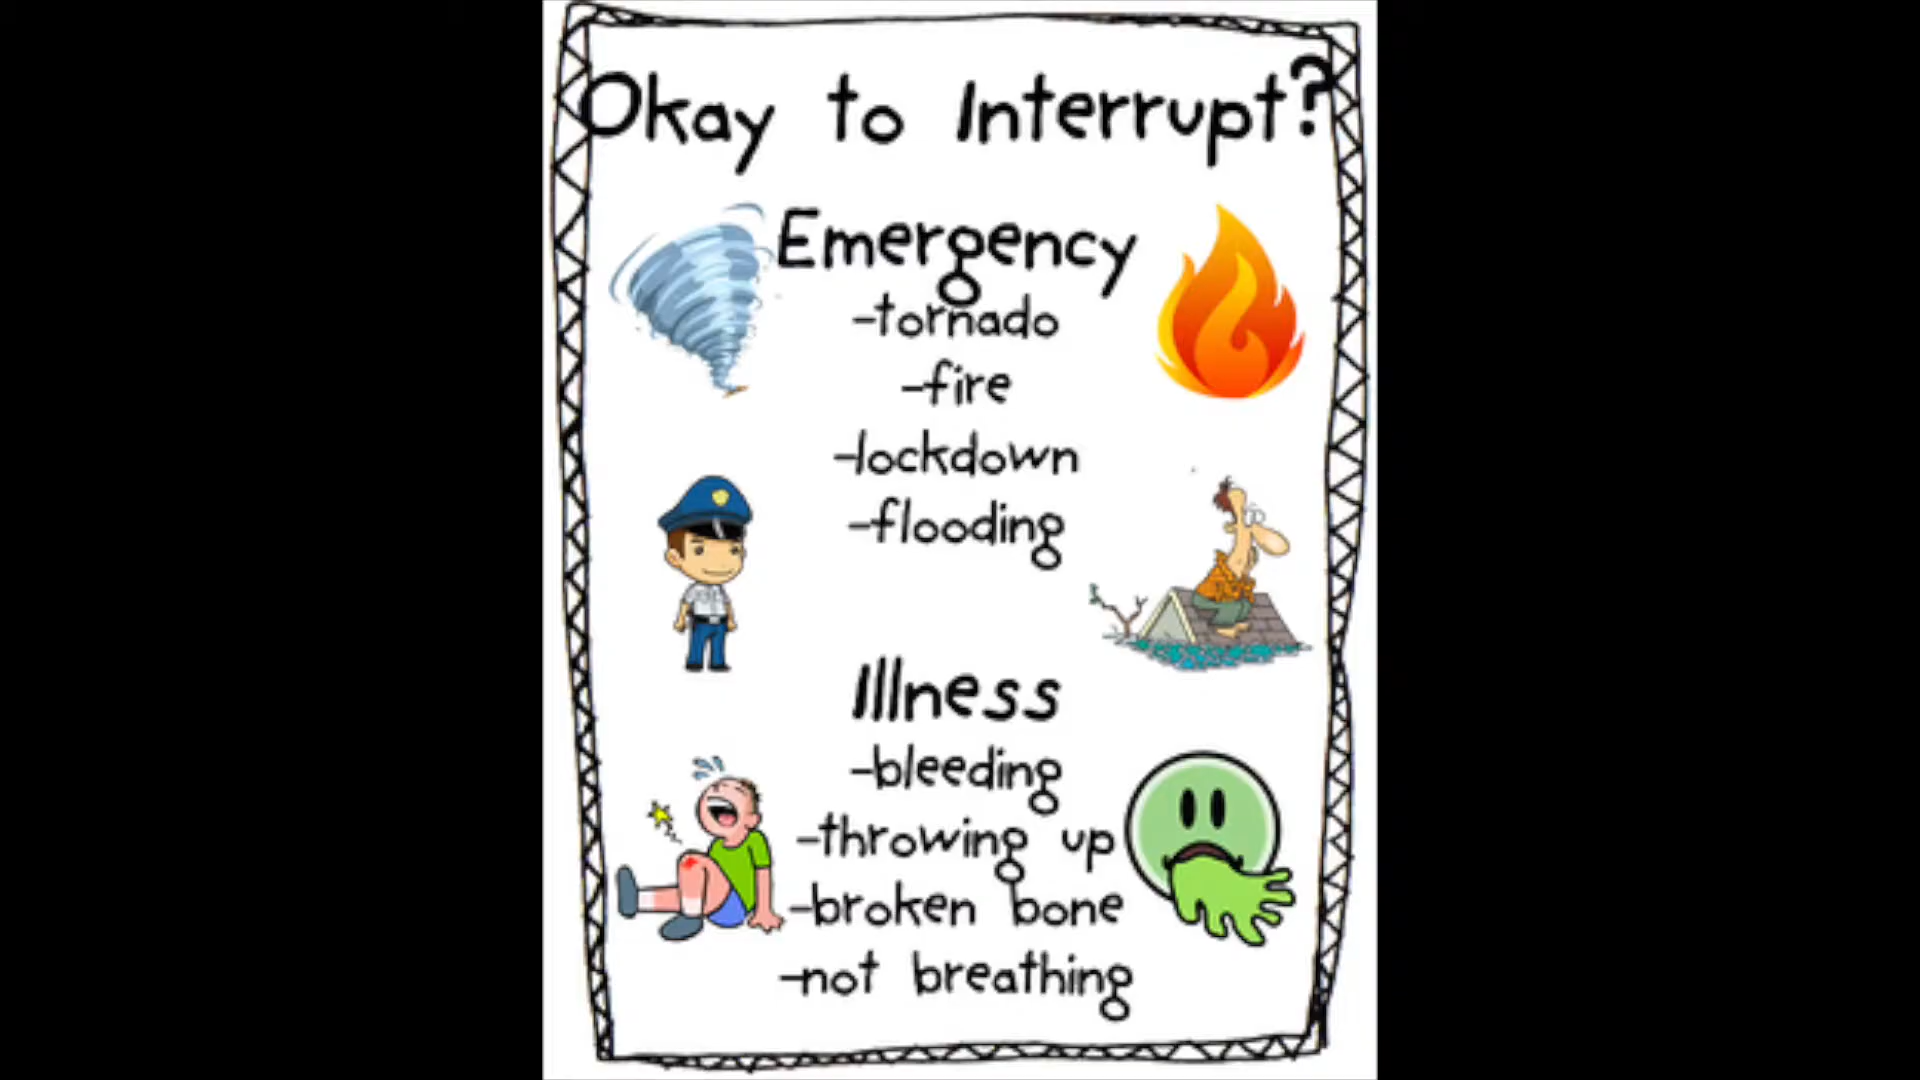 Okay to Interrupt?
Emergency
-tornado
-fire
-lockdown
-flooding
Illness
-bleeding
-throwing up
-broken bone
-not breathing